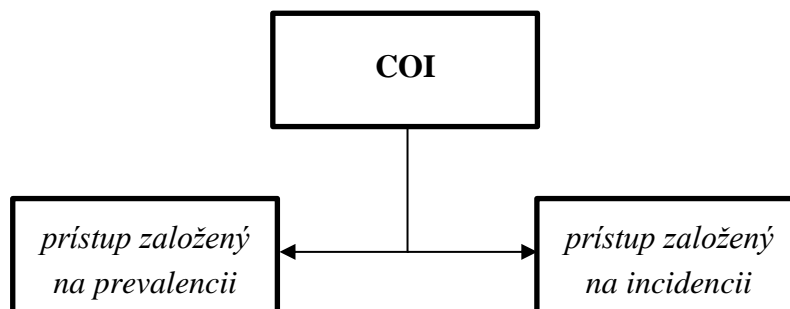 COI
prístup založený
na prevalencii
prístup založený
na incidencii